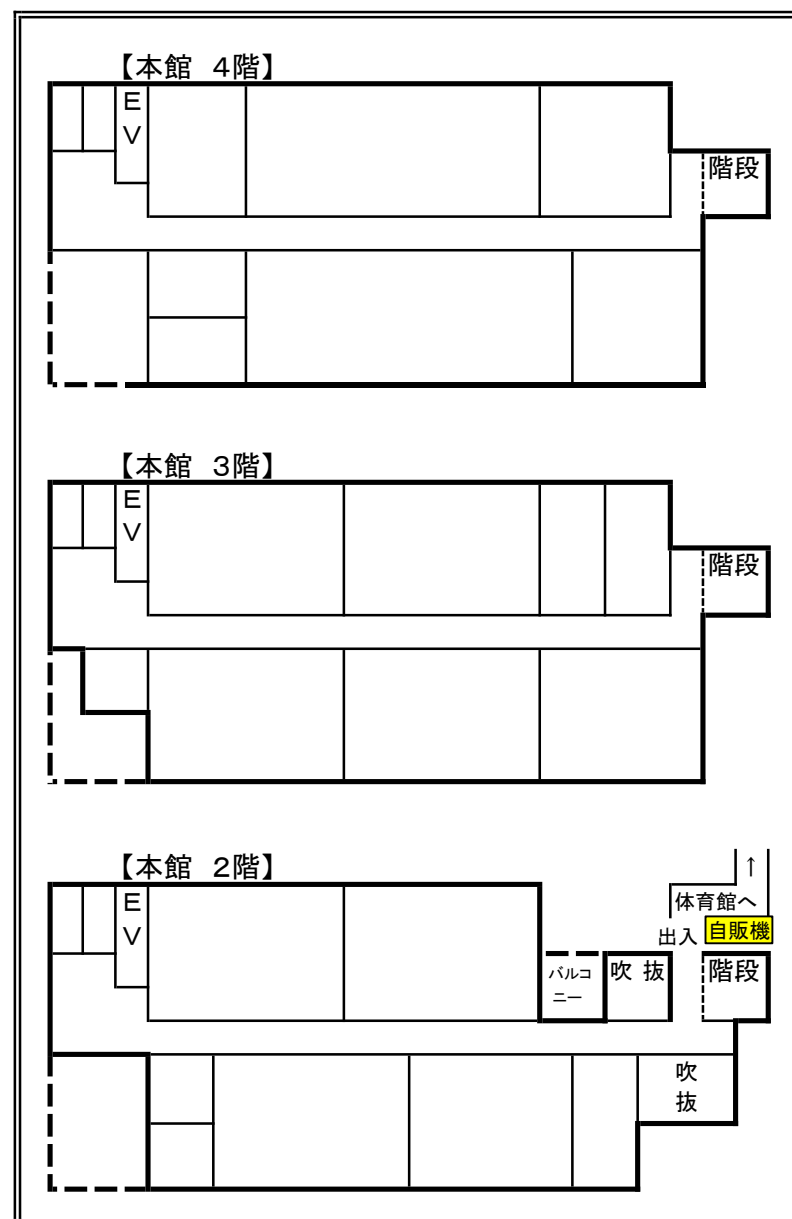 【本館　４階】
Ｅ
Ｖ
階段
【本館　３階】
Ｅ
Ｖ
階段
【本館　２階】
Ｅ
Ｖ
↑
体育館へ
出入
自販機
バルコ
ニー
吹 抜
階段
吹
抜